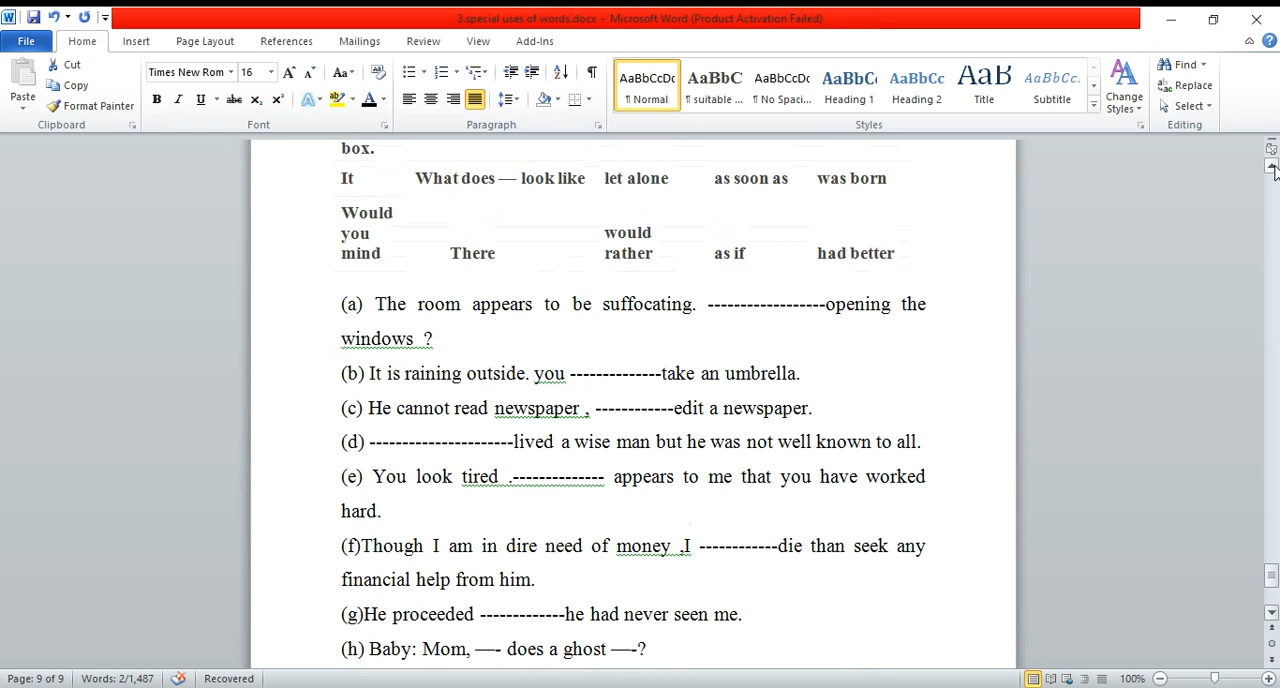 3.special uses of words.docx - Microsoft Word (Product Activation Failed)
File Home Insert Page Layout References Mailings Review View Add-Ins
Paste Cut Copy Format Painter
Times New Rom 16
AaBbCcDc AaBbC AaBbCcDc AaBbC AaBbCc AaB AaBbCc.
¶ Normal ¶ suitable ... ¶ No Spaci... Heading 1 Heading 2 Title Subtitle
Change Styles
Find Replace Select
Clipboard Font Paragraph Styles Editing
box.
It What does — look like let alone as soon as was born
Would
you would
mind There rather as if had better
(a) The room appears to be suffocating. ------------------opening the
windows ?
(b) It is raining outside. you --------------take an umbrella.
(c) He cannot read newspaper , ------------edit a newspaper.
(d) ----------------------lived a wise man but he was not well known to all.
(e) You look tired .-------------- appears to me that you have worked
hard.
(f)Though I am in dire need of money ,I ------------die than seek any
financial help from him.
(g)He proceeded -------------he had never seen me.
(h) Baby: Mom, —- does a ghost —-?
Page: 9 of 9 Words: 2/1,487 Recovered 100%